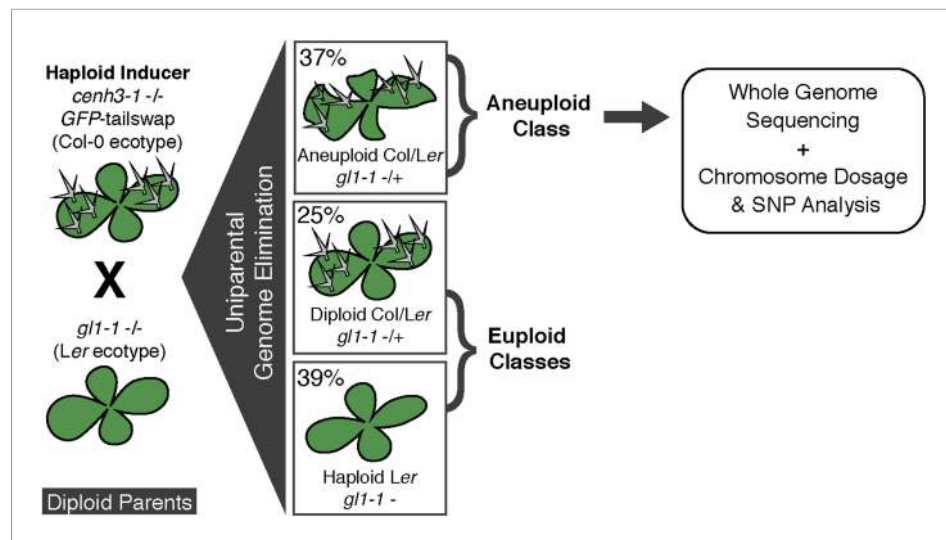 Haploid Inducer
cenh3-1 -/-
GFP-tailswap
(Col-0 ecotype)
X
gl1-1 -/-
(Ler ecotype)
Diploid Parents
Uniparental
Genome Elimination
37%
Aneuploid Col/Ler
gl1-1 -/+
25%
Diploid Col/Ler
gl1-1 -/+
39%
Haploid Ler
gl1-1 -
Aneuploid
Class
Euploid
Classes
Whole Genome
Sequencing
+
Chromosome Dosage
& SNP Analysis